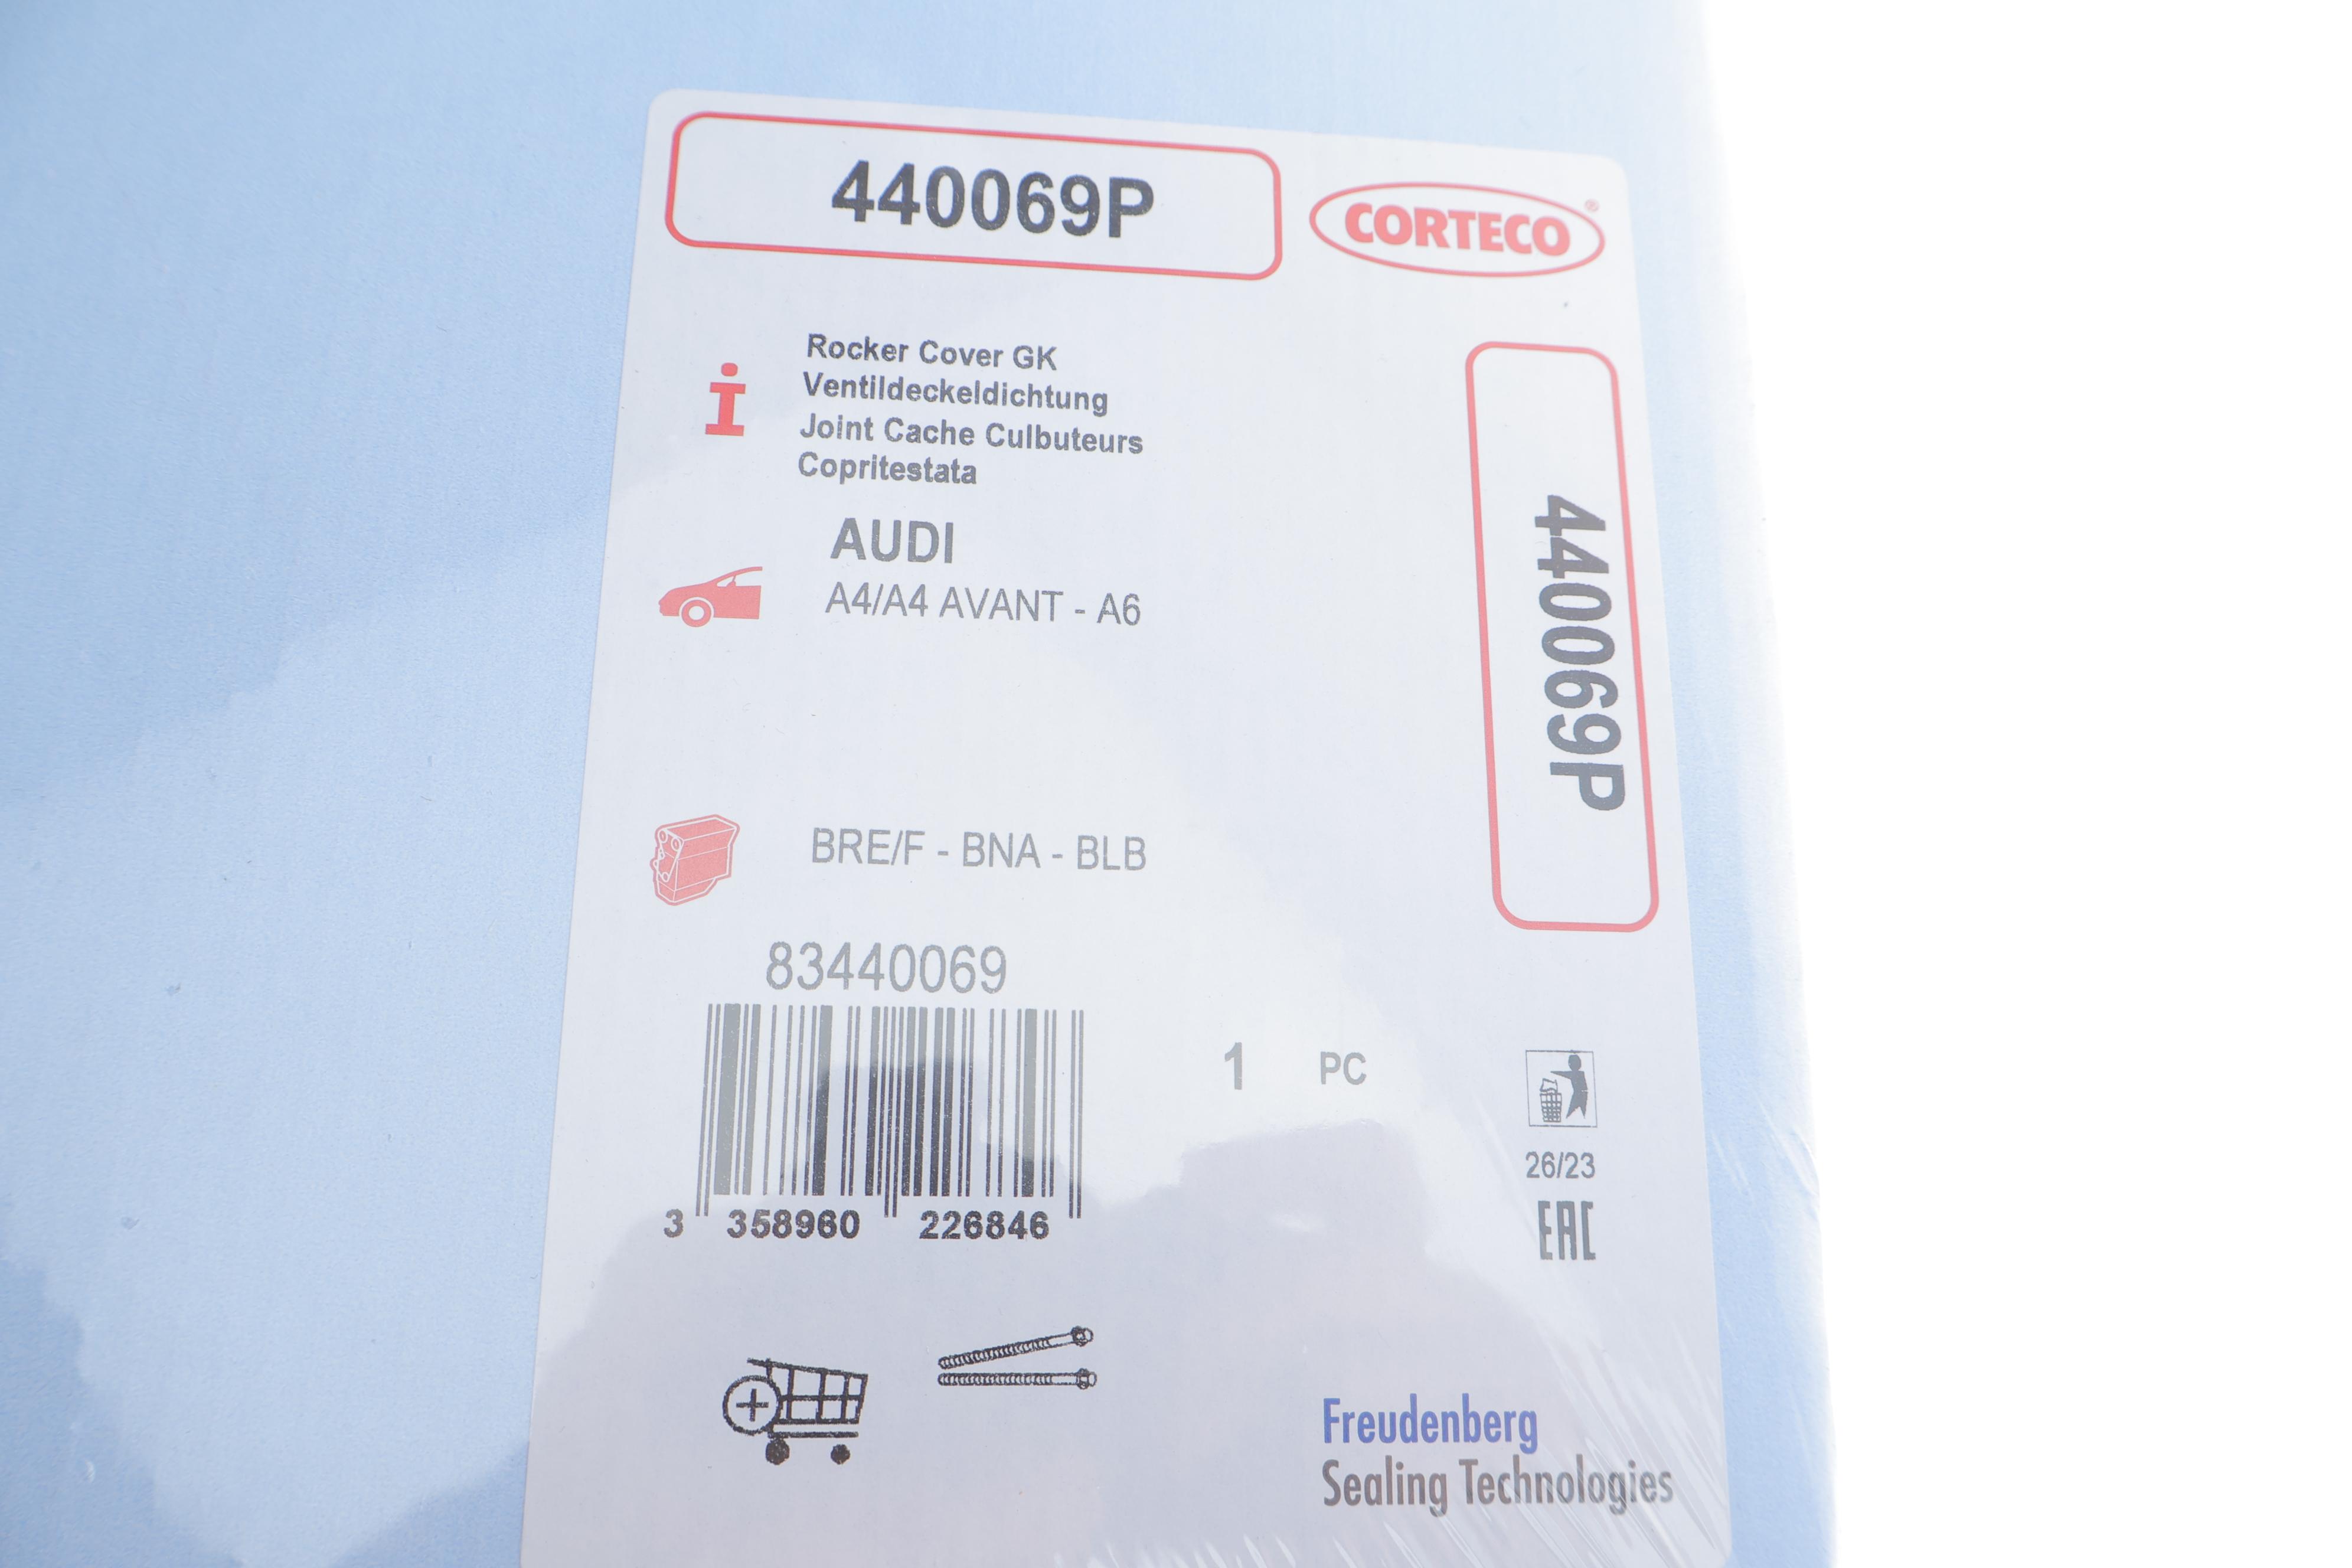 440069P
CORTECO®
Rocker Cover GK
Ventildeckeldichtung
Joint Cache Culbuteurs
Copritestata
AUDI
A4/A4 AVANT - A6
440069P
BRE/F - BNA - BLB
83440069
1 PC
26/23
3 358960 226846
EAC
Freudenberg
Sealing Technologies